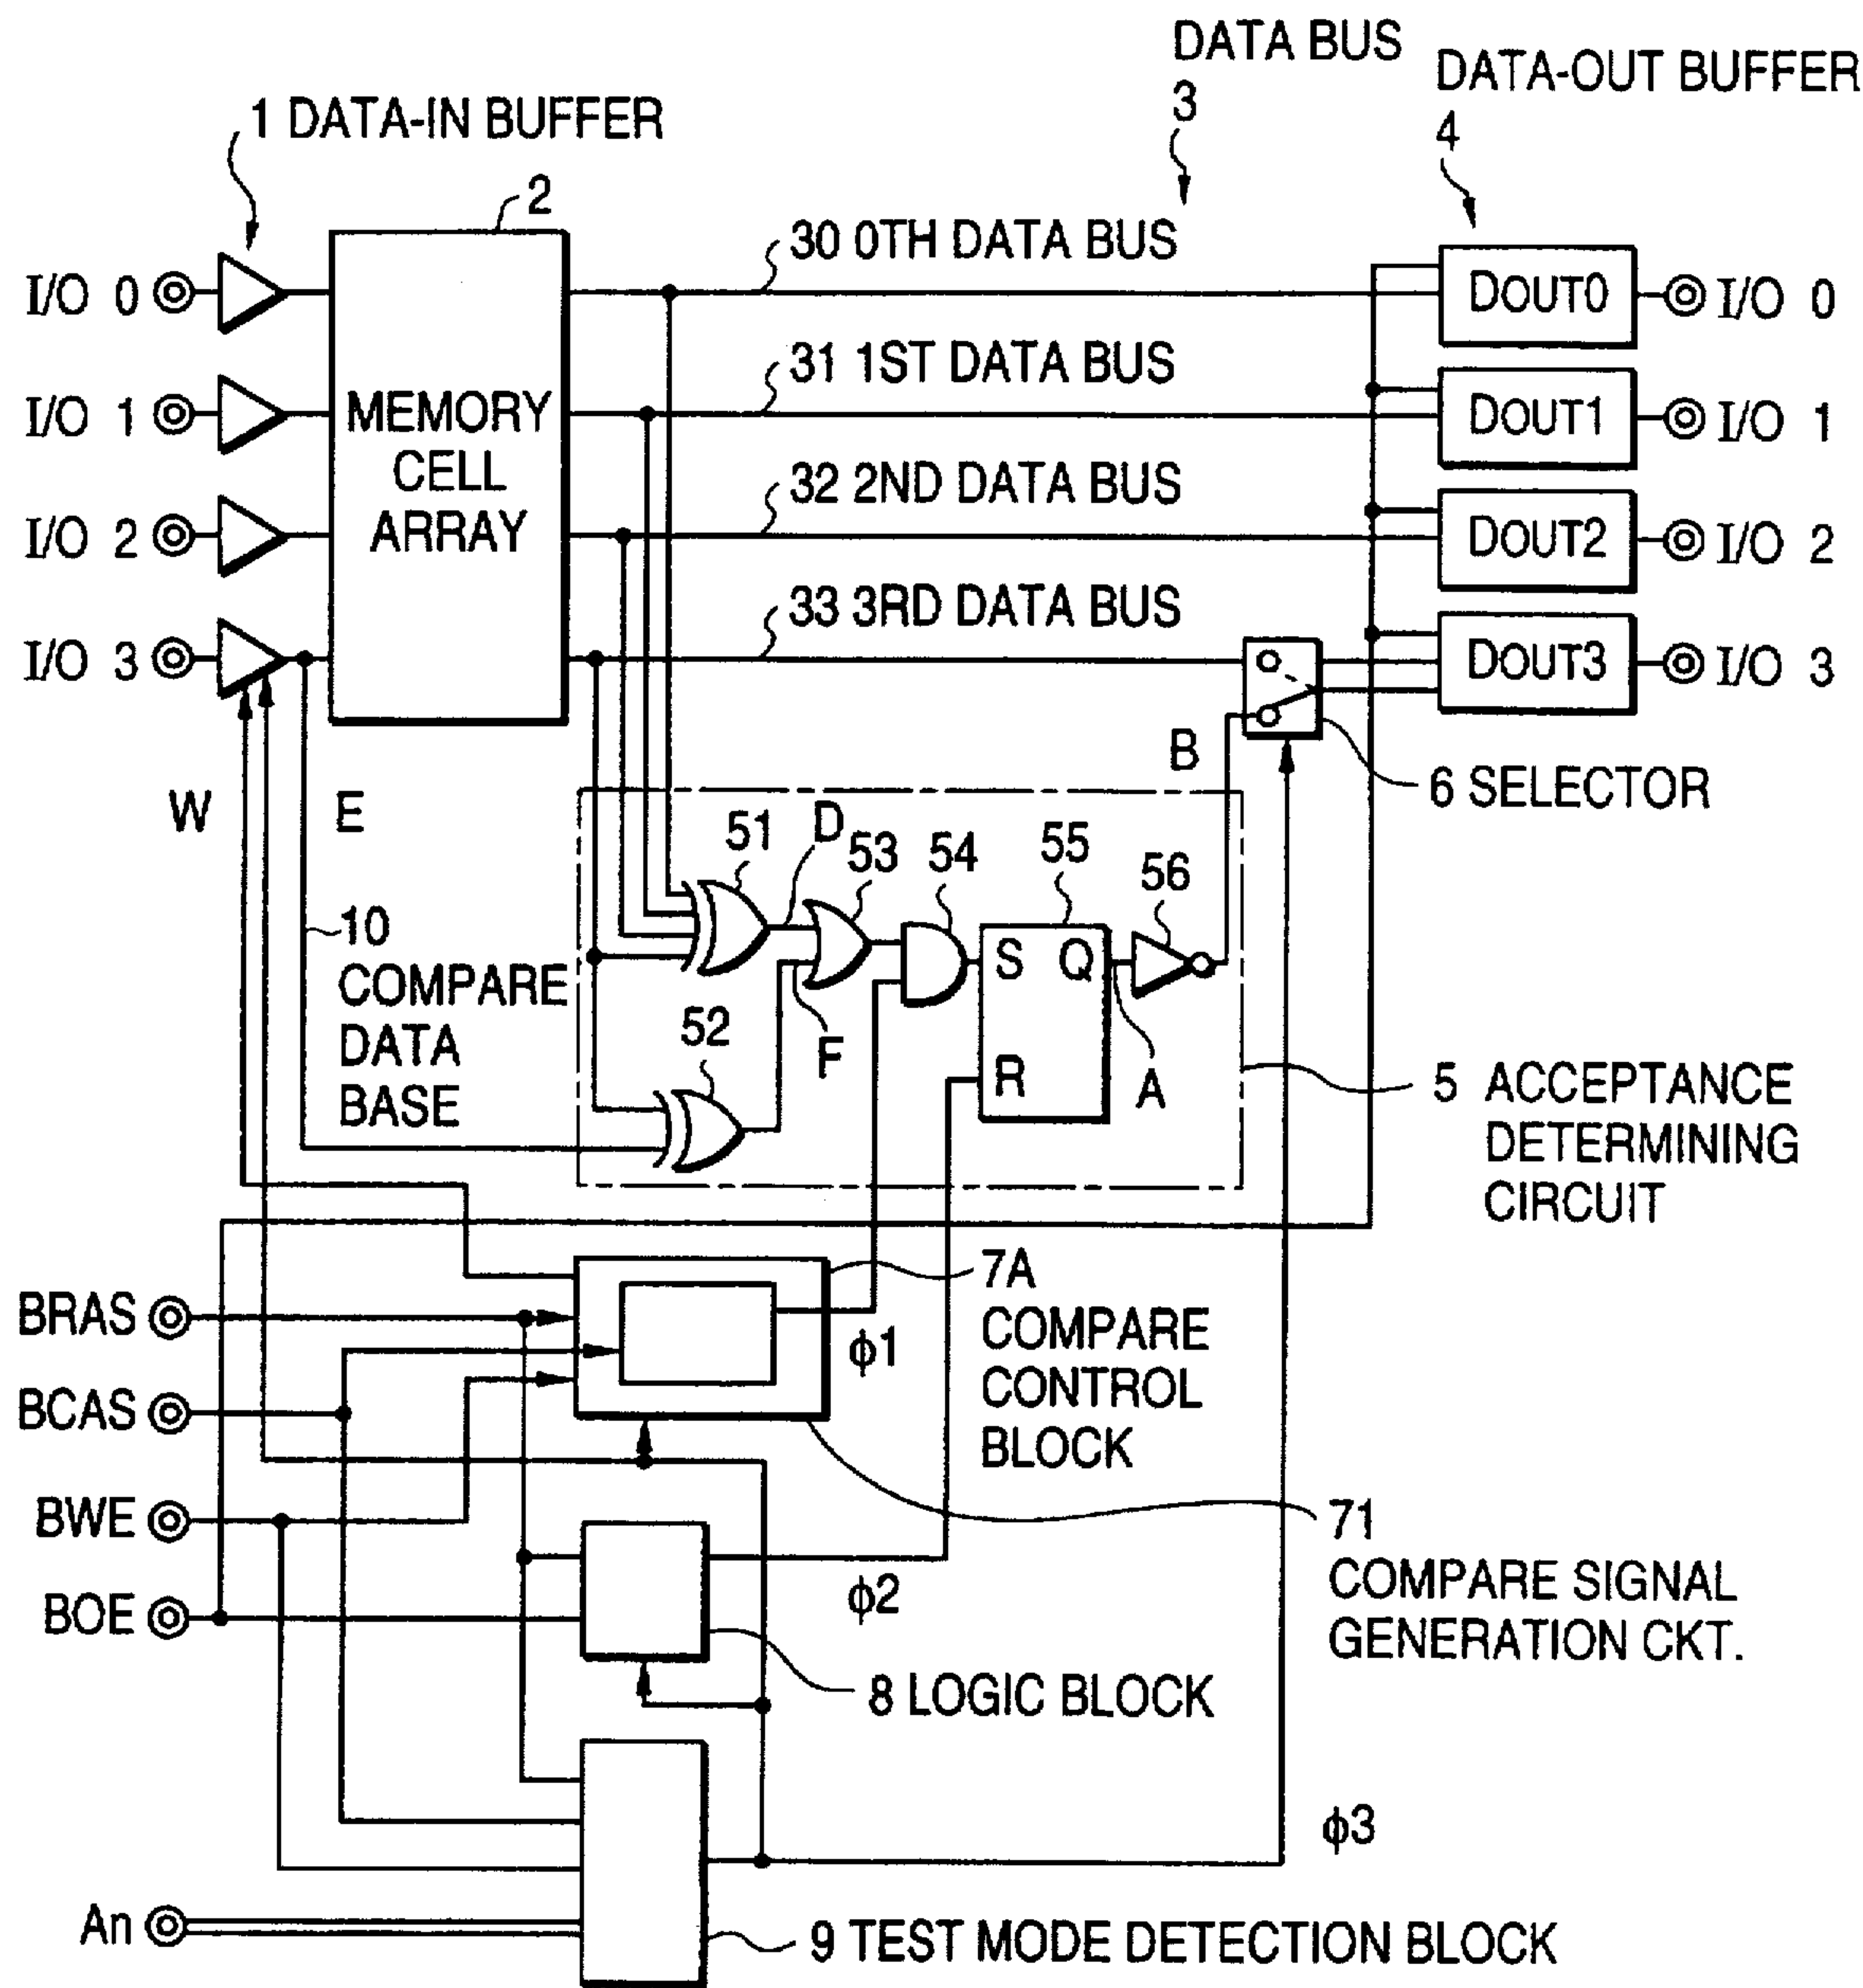 DATA BUS
3
DATA-OUT BUFFER
4
1 DATA-IN BUFFER
2
30 0TH DATA BUS
I/O 0
DOUT0
I/O 0
31 1ST DATA BUS
I/O 1
MEMORY
CELL
ARRAY
DOUT1
I/O 1
32 2ND DATA BUS
I/O 2
DOUT2
I/O 2
33 3RD DATA BUS
I/O 3
DOUT3
I/O 3
B
6 SELECTOR
W
E
51
D
53
54
55
56
10
COMPARE
DATA
BASE
S
Q
52
F
R
A
5 ACCEPTANCE
DETERMINING
CIRCUIT
7A
COMPARE
CONTROL
BLOCK
BRAS
ϕ1
BCAS
BWE
71
COMPARE SIGNAL
GENERATION CKT.
ϕ2
BOE
8 LOGIC BLOCK
ϕ3
An
9 TEST MODE DETECTION BLOCK